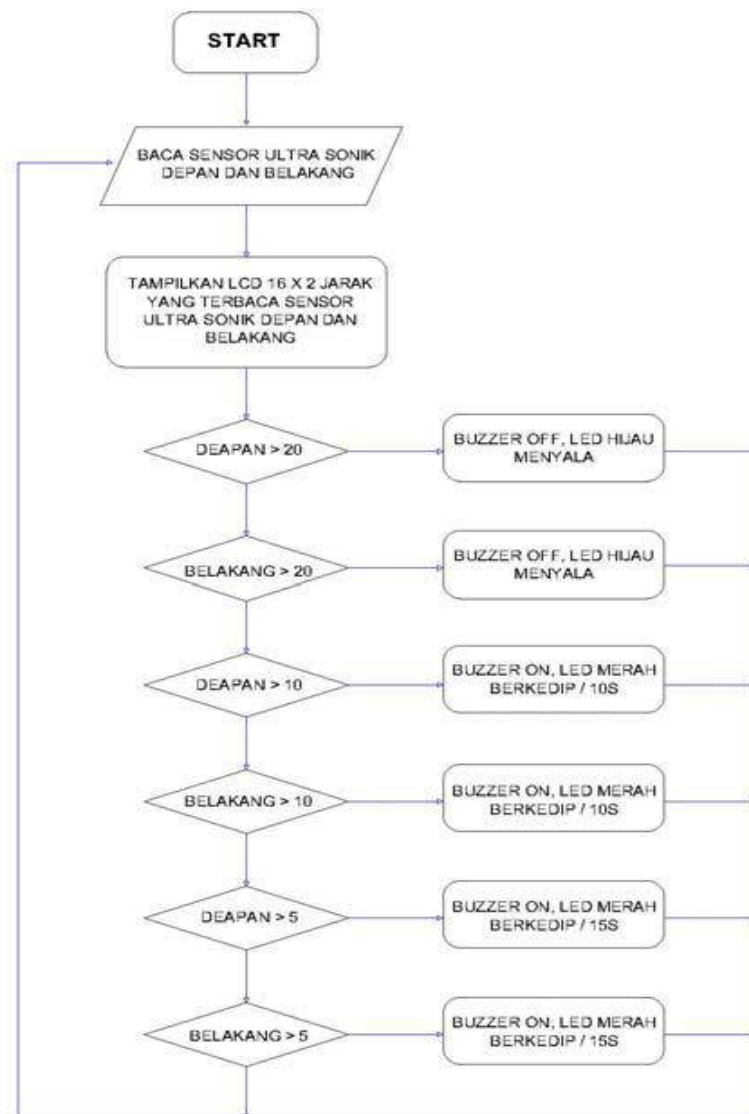 START
BACA SENSOR ULTRA SONIK
DEPAN DAN BELAKANG
TAMPILKAN LCD 16 X 2 JARAK
YANG TERBACA SENSOR
ULTRA SONIK DEPAN DAN
BELAKANG
DEAPAN > 20
BUZZER OFF, LED HIJAU
MENYALA
BELAKANG > 20
BUZZER OFF, LED HIJAU
MENYALA
DEAPAN > 10
BUZZER ON, LED MERAH
BERKEDIP / 10S
BELAKANG > 10
BUZZER ON, LED MERAH
BERKEDIP / 10S
DEAPAN > 5
BUZZER ON, LED MERAH
BERKEDIP / 15S
BELAKANG > 5
BUZZER ON, LED MERAH
BERKEDIP / 15S